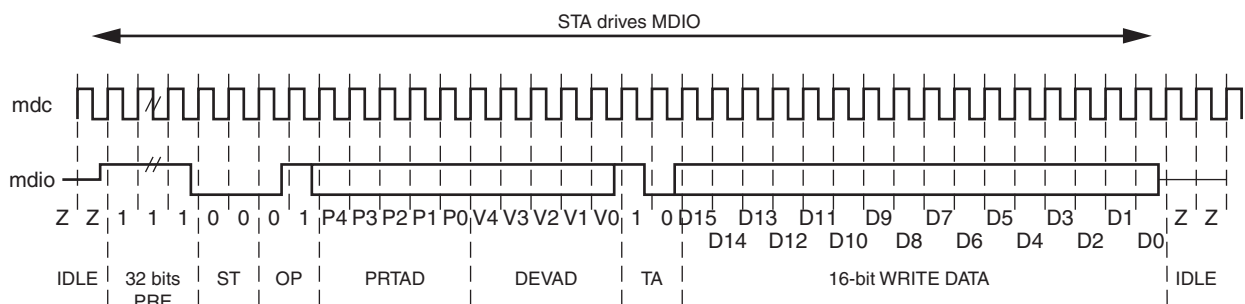 STA drives MDIO
mdc
mdio
Z Z 1 1 1 0 0 0 1 P4 P3 P2 P1 P0 V4 V3 V2 V1 V0 1 0 D15 D13 D11 D9 D7 D5 D3 D1 Z Z
D14 D12 D10 D8 D6 D4 D2 D0
IDLE 32 bits ST OP PRTAD DEVAD TA 16-bit WRITE DATA IDLE
PRE